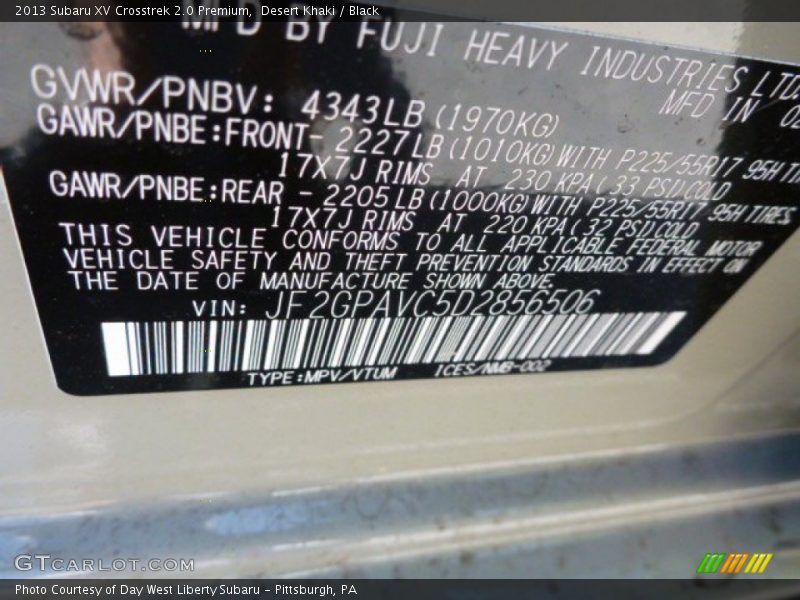 2013 Subaru XV Crosstrek 2.0 Premium, Desert Khaki / Black
MFD BY FUJI HEAVY INDUSTRIES LTD.
MFD IN 02
GVWR/PNBV: 4343LB (1970KG)
GAWR/PNBE:FRONT- 2227LB (1010KG) WITH P225/55R17 95H TI
17X7J RIMS AT 230 KPA( 33 PSI)COLD
GAWR/PNBE:REAR - 2205 LB (1000KG) WITH P225/55R17 95H TIRES
17X7J RIMS AT 220 KPA( 32 PSI)COLD
THIS VEHICLE CONFORMS TO ALL APPLICABLE FEDERAL MOTOR
VEHICLE SAFETY AND THEFT PREVENTION STANDARDS IN EFFECT ON
THE DATE OF MANUFACTURE SHOWN ABOVE.
VIN: JF2GPAVC5D2856506
TYPE:MPV/VTUM ICES/NMB-002
GTCARLOT.COM
Photo Courtesy of Day West Liberty Subaru - Pittsburgh, PA